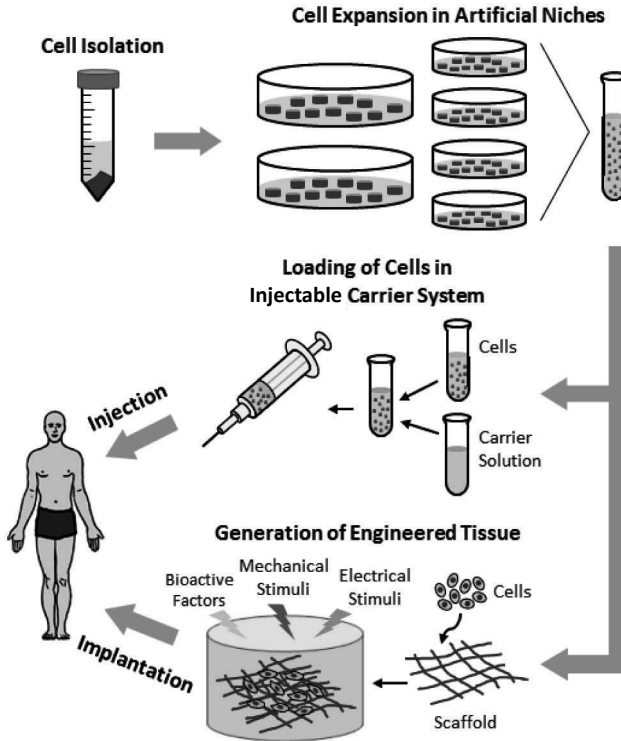 Cell Expansion in Artificial Niches
Cell Isolation
Loading of Cells in
Injectable Carrier System
Cells
Carrier
Solution
Injection
Generation of Engineered Tissue
Bioactive
Factors
Mechanical
Stimuli
Electrical
Stimuli
Cells
Implantation
Scaffold